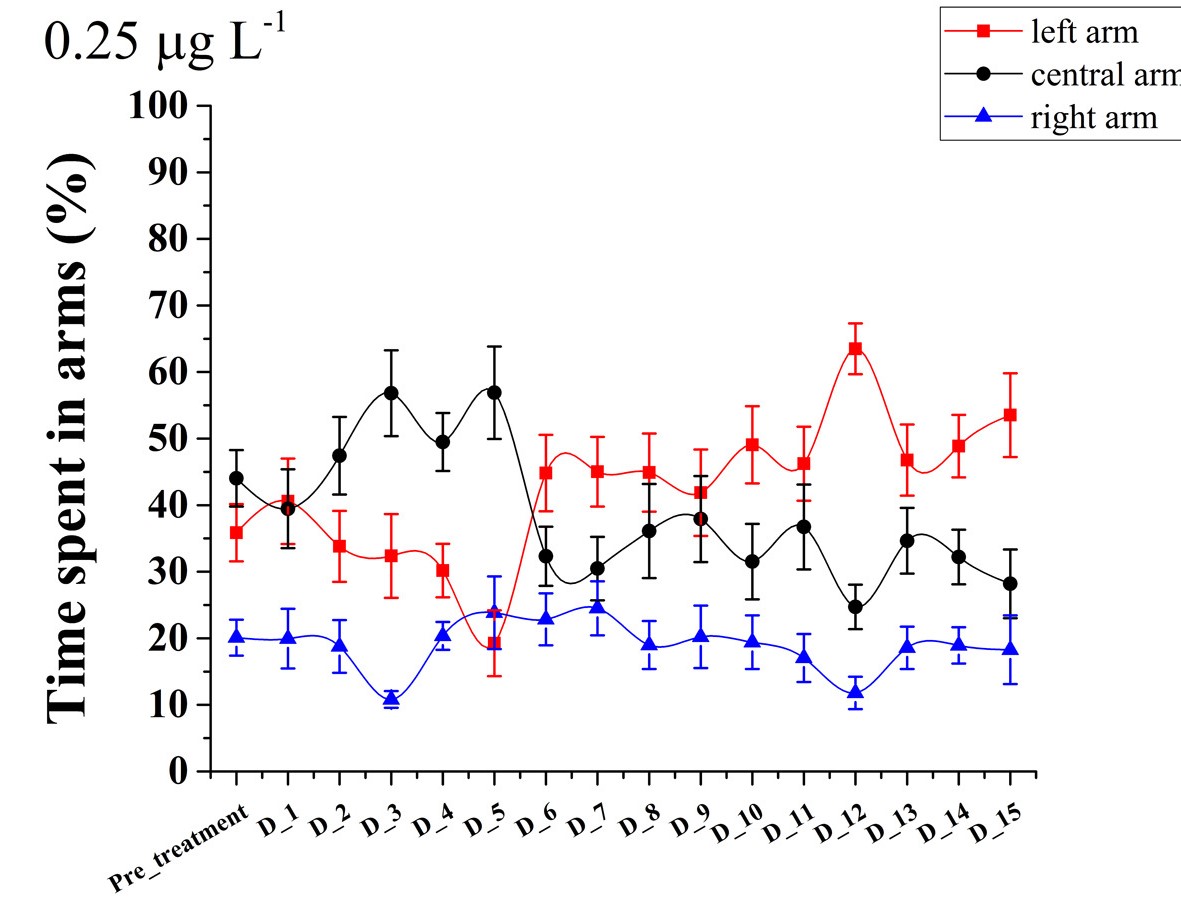 0.25 μg L⁻¹
left arm
central arm
right arm
Time spent in arms (%)
100
90
80
70
60
50
40
30
20
10
0
Pre_treatment
D_1
D_2
D_3
D_4
D_5
D_6
D_7
D_8
D_9
D_10
D_11
D_12
D_13
D_14
D_15